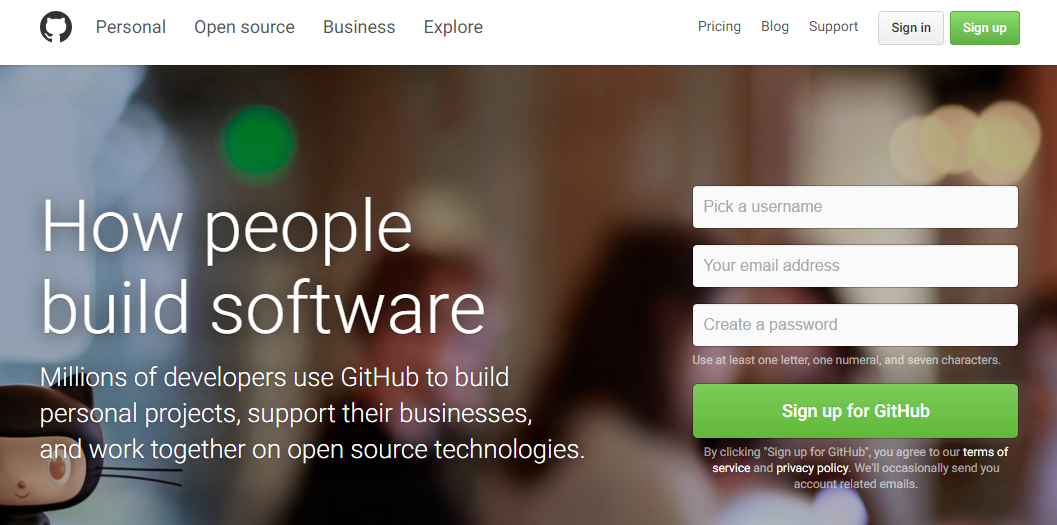 Personal Open source Business Explore Pricing Blog Support Sign in Sign up
How people
build software
Millions of developers use GitHub to build
personal projects, support their businesses,
and work together on open source technologies.
Pick a username
Your email address
Create a password
Use at least one letter, one numeral, and seven characters.
Sign up for GitHub
By clicking "Sign up for GitHub", you agree to our terms of
service and privacy policy. We'll occasionally send you
account related emails.